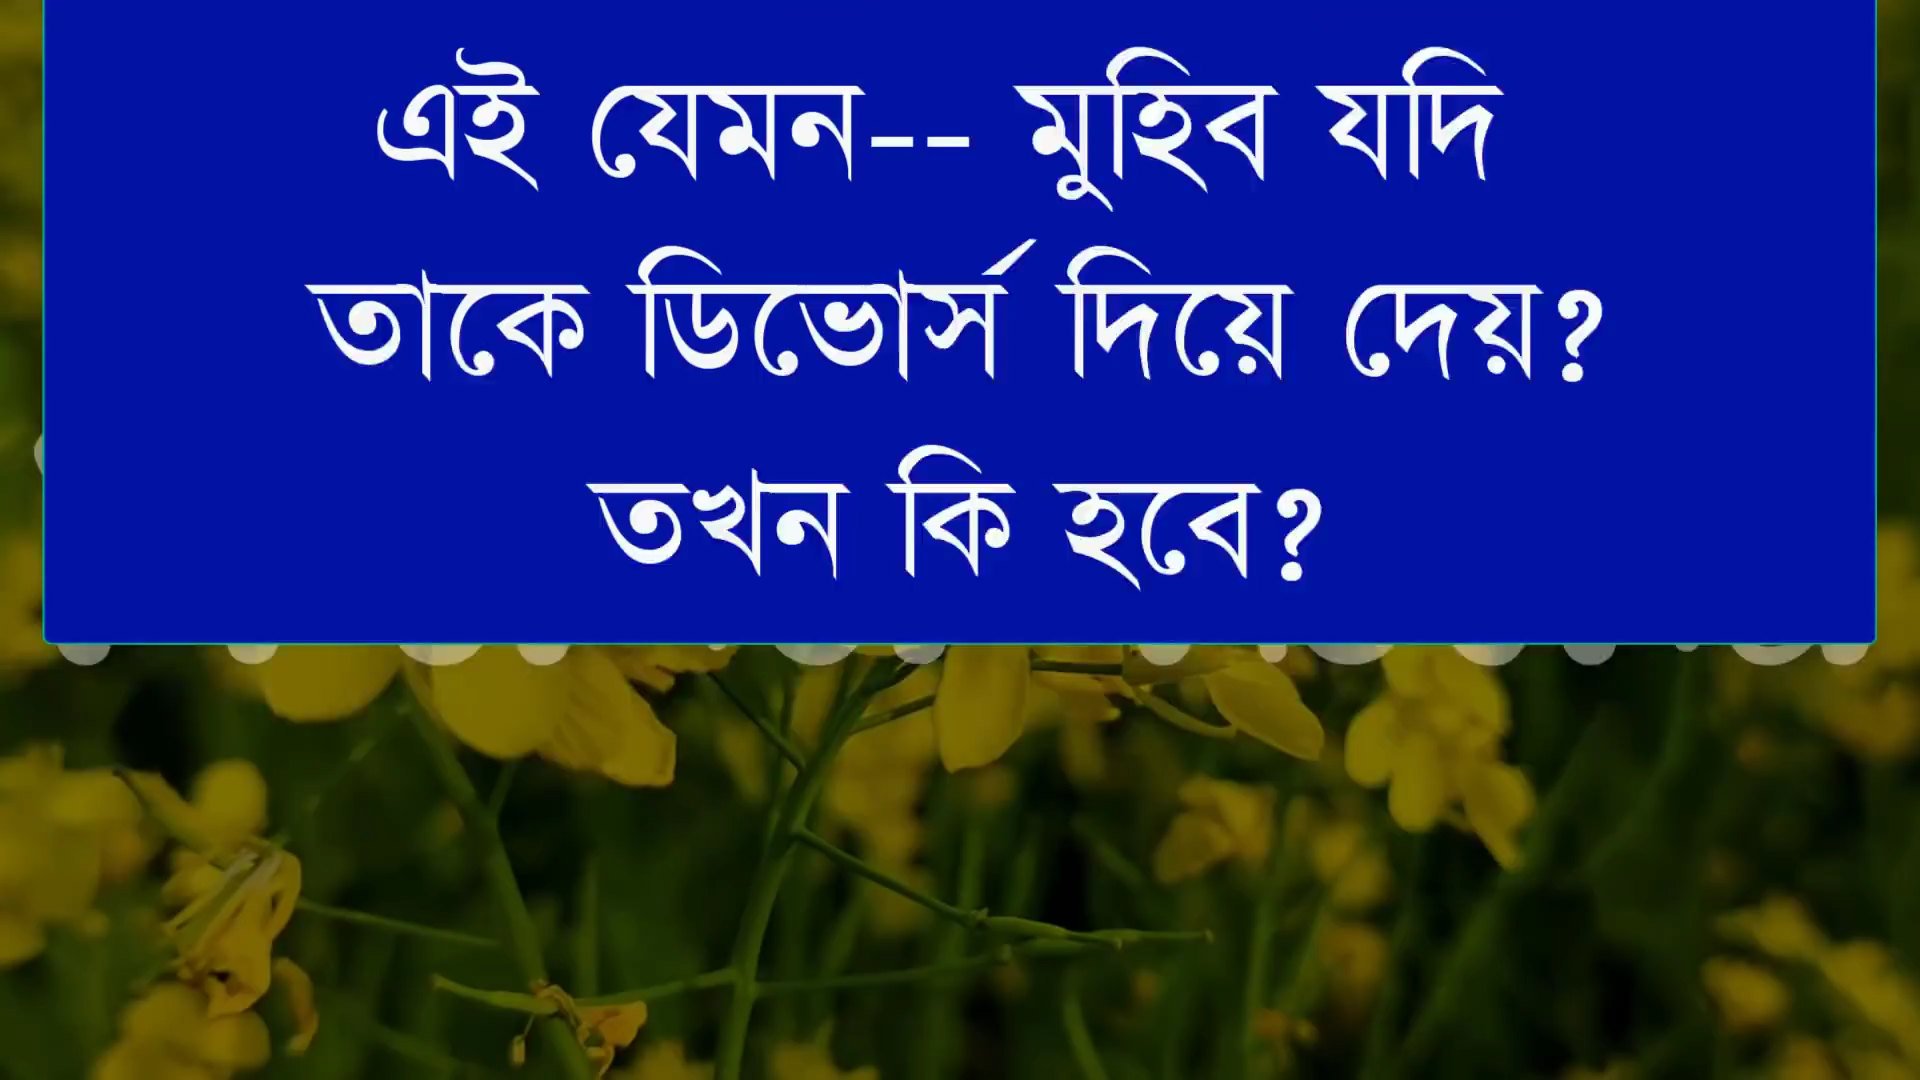 এই যেমন-- মুহিব যদি
তাকে ডিভোর্স দিয়ে দেয়?
তখন কি হবে?